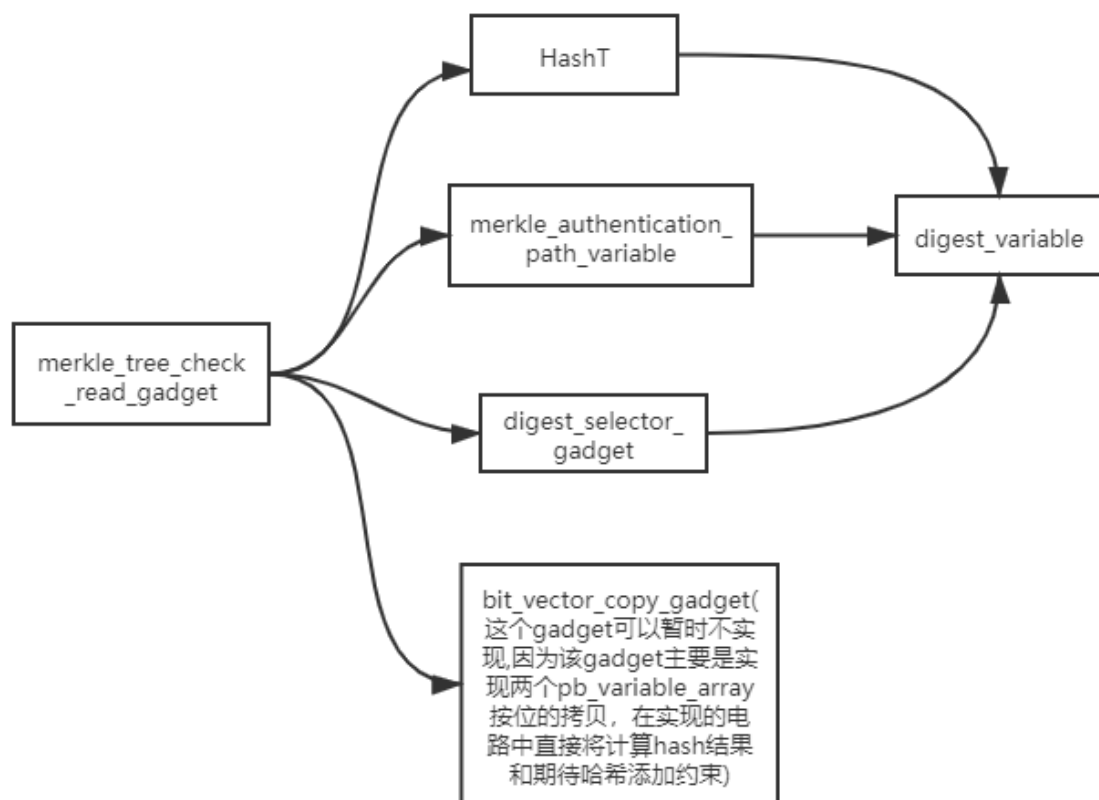 HashT
merkle_authentication_
path_variable
digest_variable
merkle_tree_check
_read_gadget
digest_selector_
gadget
bit_vector_copy_gadget(
这个gadget可以暂时不实
现,因为该gadget主要是实
现两个pb_variable_array
按位的拷贝，在实现的电
路中直接将计算hash结果
和期待哈希添加约束)